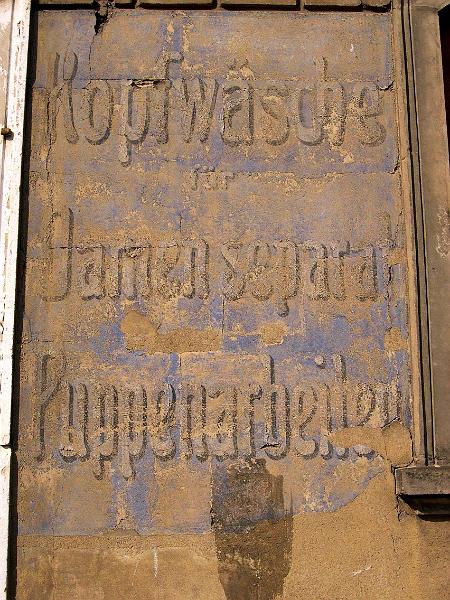 Kopfwäsche
für
Damen separat
Puppenarbeiten